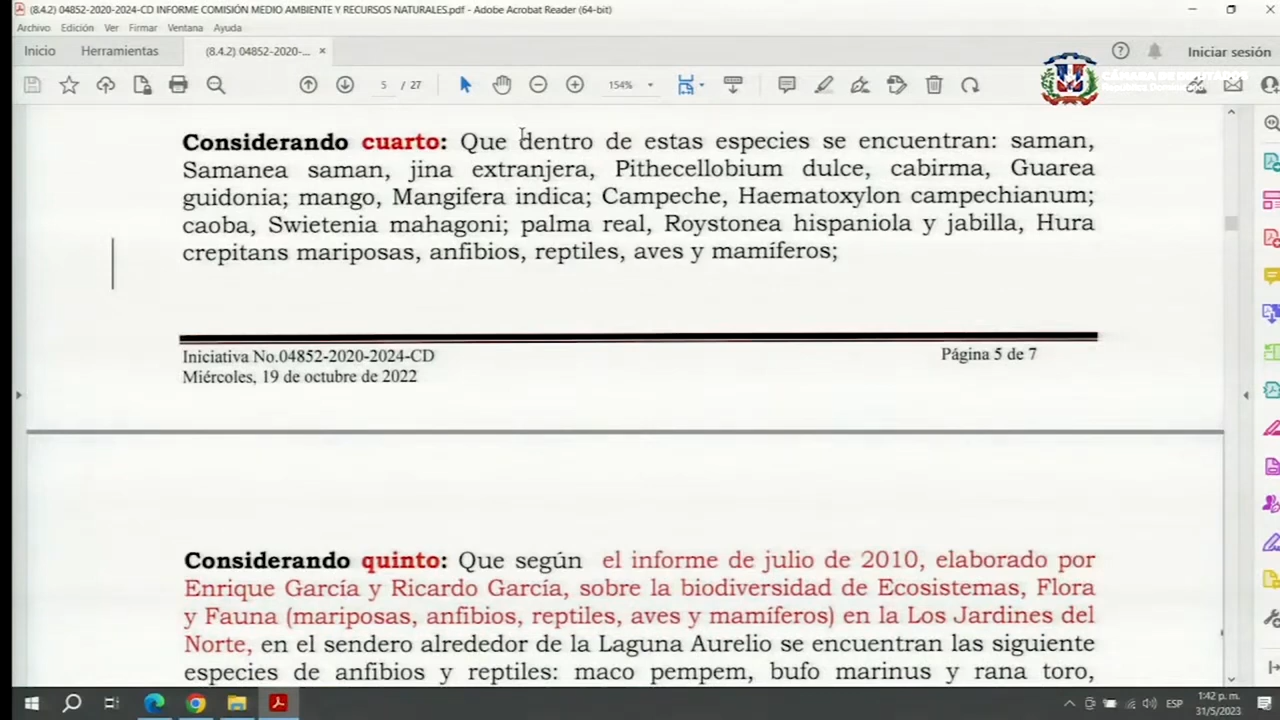 (8.4.2) 04852-2020-2024-CD INFORME COMISIÓN MEDIO AMBIENTE Y RECURSOS NATURALES.pdf - Adobe Acrobat Reader (64-bit)
Archivo Edición Ver Firmar Ventana Ayuda
Inicio Herramientas (8.4.2) 04852-2020-... × Iniciar sesión
5 / 27 154%
CÁMARA DE DIPUTADOS
República Dominicana
Considerando cuarto: Que dentro de estas especies se encuentran: saman,
Samanea saman, jina extranjera, Pithecellobium dulce, cabirma, Guarea
guidonia; mango, Mangifera indica; Campeche, Haematoxylon campechianum;
caoba, Swietenia mahagoni; palma real, Roystonea hispaniola y jabilla, Hura
crepitans mariposas, anfibios, reptiles, aves y mamíferos;
Iniciativa No.04852-2020-2024-CD Página 5 de 7
Miércoles, 19 de octubre de 2022
Considerando quinto: Que según el informe de julio de 2010, elaborado por
Enrique García y Ricardo García, sobre la biodiversidad de Ecosistemas, Flora
y Fauna (mariposas, anfibios, reptiles, aves y mamíferos) en la Los Jardines del
Norte, en el sendero alrededor de la Laguna Aurelio se encuentran las siguiente
especies de anfibios y reptiles: maco pempem, bufo marinus y rana toro,
ESP 1:42 p. m.
31/5/2023